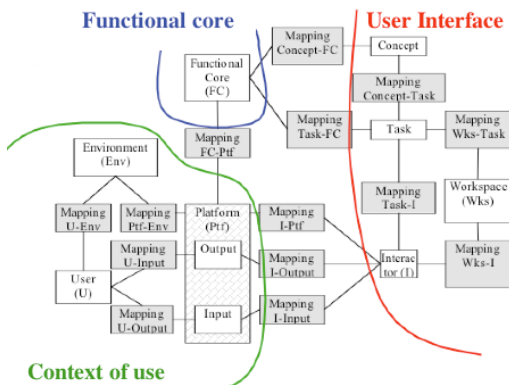 Functional core
User Interface
Mapping
Concept-FC
Concept
Functional
Core
(FC)
Mapping
Concept-Task
Mapping
Task-FC
Task
Mapping
Wks-Task
Mapping
FC-Ptf
Environment
(Env)
Mapping
Task-I
Workspace
(Wks)
Mapping
U-Env
Mapping
Ptf-Env
Platform
(Ptf)
Mapping
I-Ptf
Mapping
U-Input
Output
Mapping
I-Output
Interac
tor (I)
Mapping
Wks-I
User
(U)
Mapping
U-Output
Input
Mapping
I-Input
Context of use